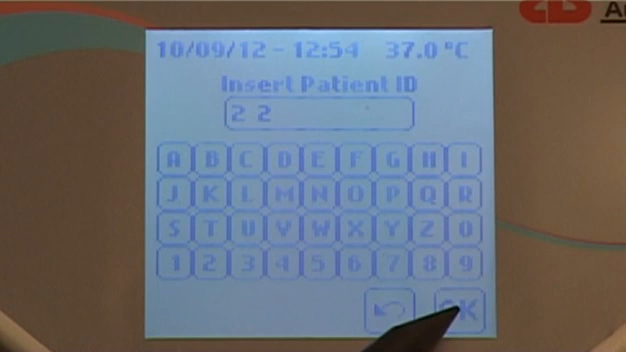 10/09/12 - 12:54 37.0 °C
Insert Patient ID
2 2
A B C D E F G H I
J K L M N O P Q R
S T U V W X Y Z 0
1 2 3 4 5 6 7 8 9
OK